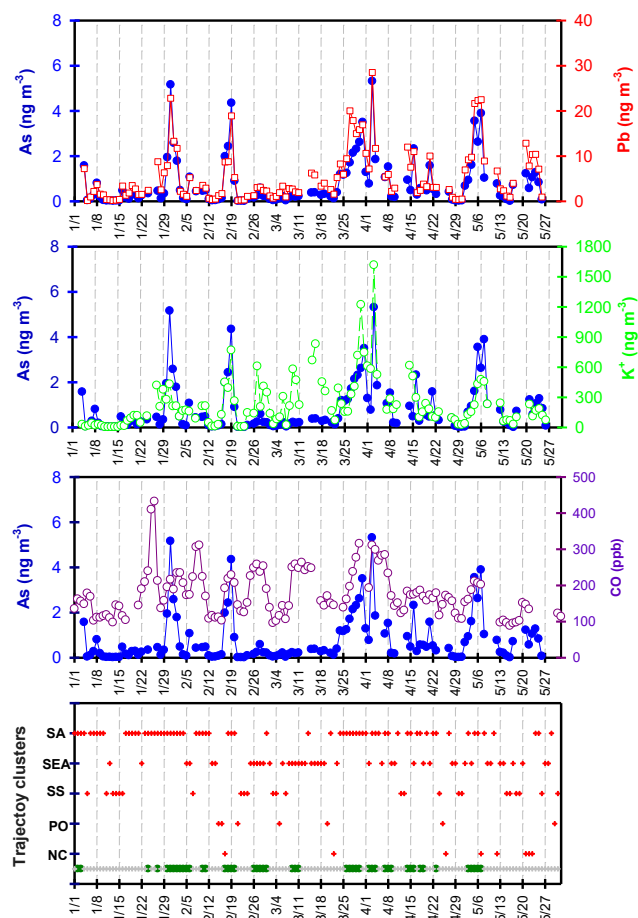 8
6
4
2
0
As (ng m-3)
40
30
20
10
0
Pb (ng m-3)
1/1 1/8 1/15 1/22 1/29 2/5 2/12 2/19 2/26 3/4 3/11 3/18 3/25 4/1 4/8 4/15 4/22 4/29 5/6 5/13 5/20 5/27
8
6
4
2
0
As (ng m-3)
1800
1500
1200
900
600
300
0
K+ (ng m-3)
1/1 1/8 1/15 1/22 1/29 2/5 2/12 2/19 2/26 3/4 3/11 3/18 3/25 4/1 4/8 4/15 4/22 4/29 5/6 5/13 5/20 5/27
8
6
4
2
0
As (ng m-3)
500
400
300
200
100
0
CO (ppb)
1/1 1/8 1/15 1/22 1/29 2/5 2/12 2/19 2/26 3/4 3/11 3/18 3/25 4/1 4/8 4/15 4/22 4/29 5/6 5/13 5/20 5/27
Trajectoy clusters
SA
SEA
SS
PO
NC
1/1 1/8 1/15 1/22 1/29 2/5 2/12 2/19 2/26 3/4 3/11 3/18 3/25 4/1 4/8 4/15 4/22 4/29 5/6 5/13 5/20 5/27